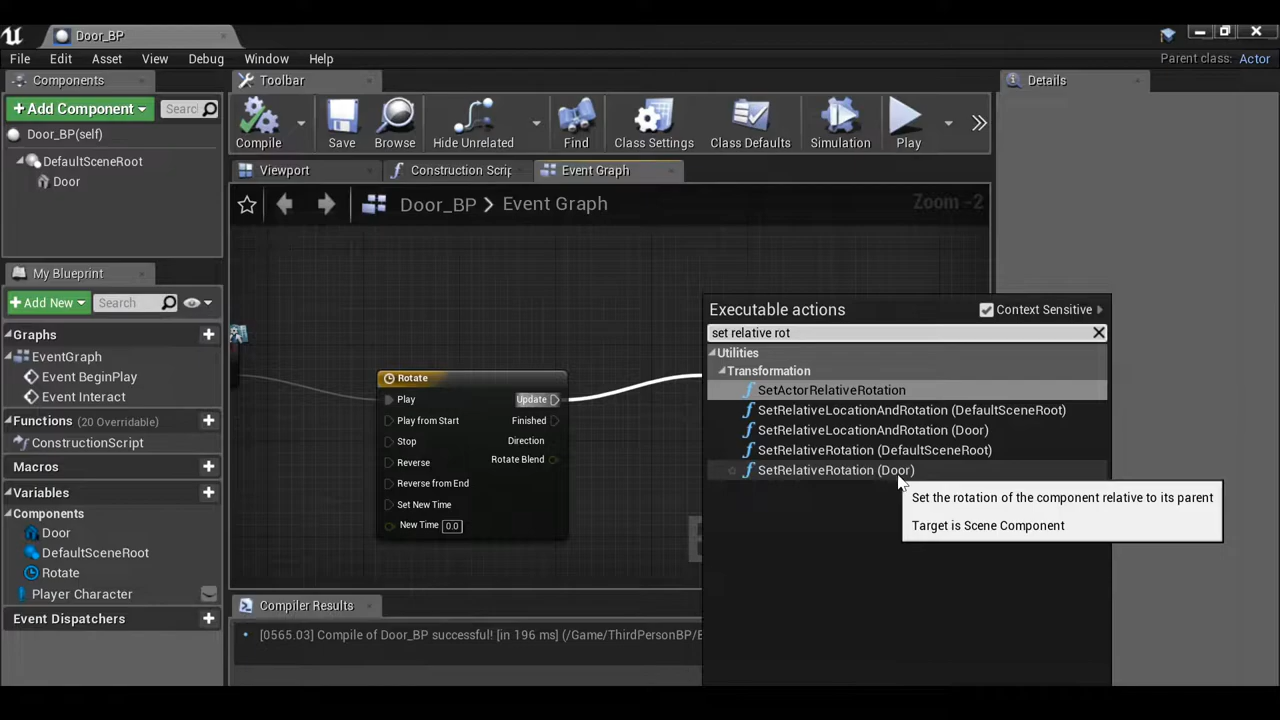 Door_BP
File Edit Asset View Debug Window Help
Parent class: Actor
Components
Add Component
Searc
Door_BP(self)
DefaultSceneRoot
Door
My Blueprint
Add New
Search
Graphs
EventGraph
Event BeginPlay
Event Interact
Functions (20 Overridable)
ConstructionScript
Macros
Variables
Components
Door
DefaultSceneRoot
Rotate
Player Character
Event Dispatchers
Toolbar
Compile Save Browse Hide Unrelated Find Class Settings Class Defaults Simulation Play
Viewport Construction Scrip Event Graph
Door_BP > Event Graph
Zoom -2
Rotate
Play Update
Play from Start Finished
Stop Direction
Reverse Rotate Blend
Reverse from End
Set New Time
New Time 0.0
Executable actions
Context Sensitive
set relative rot
Utilities
Transformation
SetActorRelativeRotation
SetRelativeLocationAndRotation (DefaultSceneRoot)
SetRelativeLocationAndRotation (Door)
SetRelativeRotation (DefaultSceneRoot)
SetRelativeRotation (Door)
Set the rotation of the component relative to its parent
Target is Scene Component
Compiler Results
[0565.03] Compile of Door_BP successful! [in 196 ms] (/Game/ThirdPersonBP/
Details